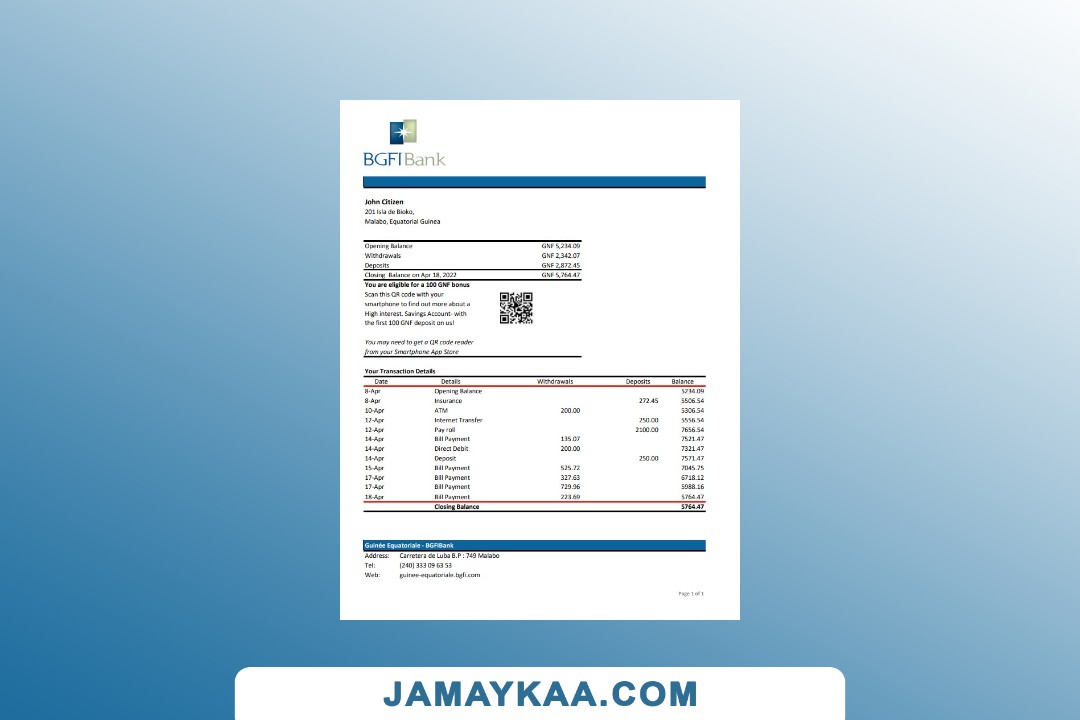 BGFIBank
John Citizen
201 Isla de Bioko,
Malabo, Equatorial Guinea
Opening Balance GNF 5,234.09
Withdrawals GNF 2,342.07
Deposits GNF 2,872.45
Closing Balance on Apr 18, 2022 GNF 5,764.47
You are eligible for a 100 GNF bonus
Scan this QR code with your
smartphone to find out more about a
High interest. Savings Account- with
the first 100 GNF deposit on us!
You may need to get a QR code reader
from your Smartphone App Store
Your Transaction Details
Date Details Withdrawals Deposits Balance
8-Apr Opening Balance 5234.09
8-Apr Insurance 272.45 5506.54
10-Apr ATM 200.00 5306.54
12-Apr Internet Transfer 250.00 5556.54
12-Apr Pay roll 2100.00 7656.54
14-Apr Bill Payment 135.07 7521.47
14-Apr Direct Debit 200.00 7321.47
14-Apr Deposit 250.00 7571.47
15-Apr Bill Payment 525.72 7045.75
17-Apr Bill Payment 327.63 6718.12
17-Apr Bill Payment 729.96 5988.16
18-Apr Bill Payment 223.69 5764.47
Closing Balance 5764.47
Guinée Equatoriale - BGFIBank
Address: Carretera de Luba B.P : 749 Malabo
Tel: (240) 333 09 63 53
Web: guinee-equatoriale.bgfi.com
Page 1 of 1
JAMAYKAA.COM